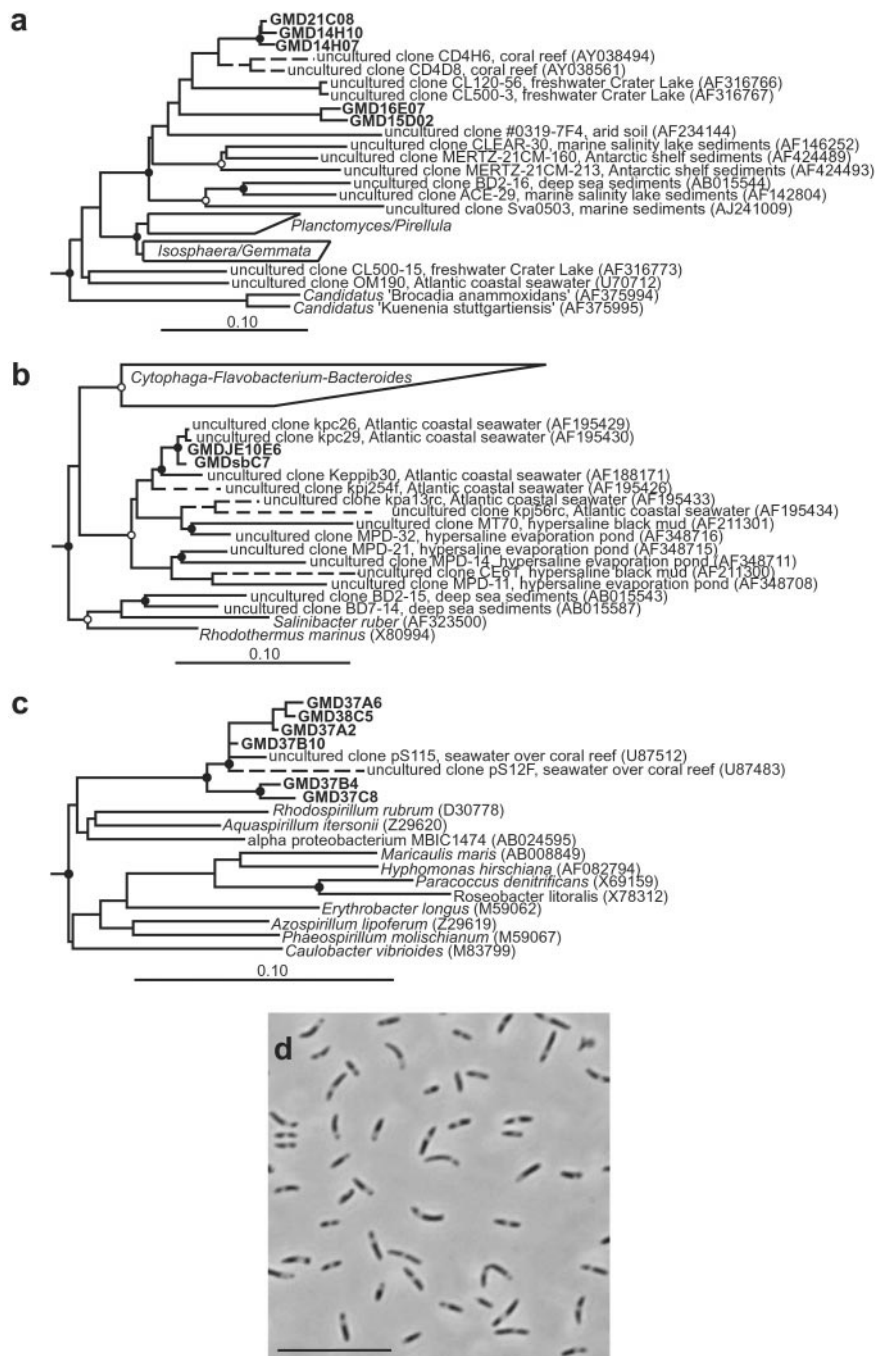 a
GMD21C08
GMD14H10
GMD14H07
uncultured clone CD4H6, coral reef (AY038494)
uncultured clone CD4D8, coral reef (AY038561)
uncultured clone CL120-56, freshwater Crater Lake (AF316766)
uncultured clone CL500-3, freshwater Crater Lake (AF316767)
GMD16E07
GMD15D02
uncultured clone #0319-7F4, arid soil (AF234144)
uncultured clone CLEAR-30, marine salinity lake sediments (AF146252)
uncultured clone MERTZ-21CM-160, Antarctic shelf sediments (AF424489)
uncultured clone MERTZ-21CM-213, Antarctic shelf sediments (AF424493)
uncultured clone BD2-16, deep sea sediments (AB015544)
uncultured clone ACE-29, marine salinity lake sediments (AF142804)
uncultured clone Sva0503, marine sediments (AJ241009)
Planctomyces/Pirellula
Isosphaera/Gemmata
uncultured clone CL500-15, freshwater Crater Lake (AF316773)
uncultured clone OM190, Atlantic coastal seawater (U70712)
Candidatus 'Brocadia anammoxidans' (AF375994)
Candidatus 'Kuenenia stuttgartiensis' (AF375995)
0.10
b
Cytophaga-Flavobacterium-Bacteroides
uncultured clone kpc26, Atlantic coastal seawater (AF195429)
uncultured clone kpc29, Atlantic coastal seawater (AF195430)
GMDJE10E6
GMDsbC7
uncultured clone Keppib30, Atlantic coastal seawater (AF188171)
uncultured clone kpj254f, Atlantic coastal seawater (AF195426)
uncultured clone kpa13rc, Atlantic coastal seawater (AF195433)
uncultured clone kpj56rc, Atlantic coastal seawater (AF195434)
uncultured clone MT70, hypersaline black mud (AF211301)
uncultured clone MPD-32, hypersaline evaporation pond (AF348716)
uncultured clone MPD-21, hypersaline evaporation pond (AF348715)
uncultured clone MPD-14, hypersaline evaporation pond (AF348711)
uncultured clone CE6T, hypersaline black mud (AF211300)
uncultured clone MPD-11, hypersaline evaporation pond (AF348708)
uncultured clone BD2-15, deep sea sediments (AB015543)
uncultured clone BD7-14, deep sea sediments (AB015587)
Salinibacter ruber (AF323500)
Rhodothermus marinus (X80994)
0.10
c
GMD37A6
GMD38C5
GMD37A2
GMD37B10
uncultured clone pS115, seawater over coral reef (U87512)
uncultured clone pS12F, seawater over coral reef (U87483)
GMD37B4
GMD37C8
Rhodospirillum rubrum (D30778)
Aquaspirillum itersonii (Z29620)
alpha proteobacterium MBIC1474 (AB024595)
Maricaulis maris (AB008849)
Hyphomonas hirschiana (AF082794)
Paracoccus denitrificans (X69159)
Roseobacter litoralis (X78312)
Erythrobacter longus (M59062)
Azospirillum lipoferum (Z29619)
Phaeospirillum molischianum (M59067)
Caulobacter vibrioides (M83799)
0.10
d